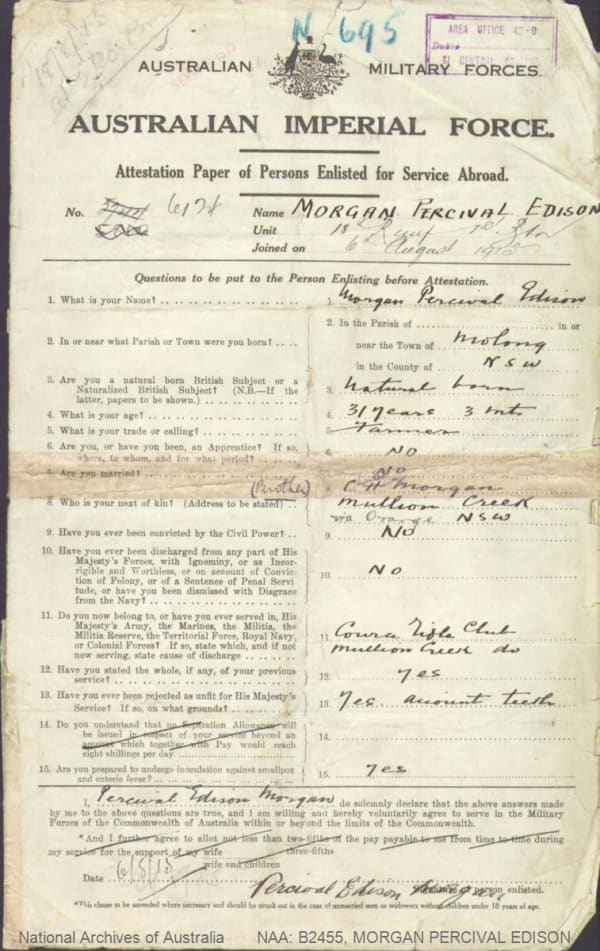 N 695
AREA OFFICE 42
AUSTRALIAN MILITARY FORCES.
AUSTRALIAN IMPERIAL FORCE.
Attestation Paper of Persons Enlisted for Service Abroad.
No. Name MORGAN PERCIVAL EDISON
Unit 18
Joined on 6 August 1915
Questions to be put to the Person Enlisting before Attestation.
1. What is your Name? 1. Morgan Percival Edison
2. In or near what Parish or Town were you born? 2. In the Parish of in or
near the Town of Molong
in the County of NSW
3. Are you a natural born British Subject or a
Naturalized British Subject? (N.B.—If the
latter, papers to be shown.) 3. Natural born
4. What is your age? 4. 31 years 3 mts
5. What is your trade or calling? 5. Farmer
6. Are you, or have you been, an Apprentice? If so,
where, to whom, and for what period? 6. No
Are you married? No
(Brother) C H Morgan
8. Who is your next of kin? (Address to be stated) 8. Mullion Creek
via Orange NSW
9. Have you ever been convicted by the Civil Power? 9. No
10. Have you ever been discharged from any part of His
Majesty's Forces, with Ignominy, or as Incor-
rigible and Worthless, or on account of Convic-
tion of Felony, or of a Sentence of Penal Servi
tude, or have you been dismissed with Disgrace
from the Navy? 10. No
11. Do you now belong to, or have you ever served in, His
Majesty's Army, the Marines, the Militia, the
Militia Reserve, the Territorial Force, Royal Navy,
or Colonial Forces? If so, state which, and if not
now serving, state cause of discharge 11 Cowra Rifle Club
Mullion Creek do
12. Have you stated the whole, if any, of your previous
service? 12. Yes
13. Have you ever been rejected as unfit for His Majesty's
Service? If so, on what grounds? 13. Yes. account teeth
14. Do you understand that no Separation Allowance will
be issued in respect of your service beyond an
amount which together with Pay would reach
eight shillings per day 14.
15. Are you prepared to undergo inoculation against smallpox
and enteric fever? 15. Yes
I, Percival Edison Morgan do solemnly declare that the above answers made
by me to the above questions are true, and I am willing and hereby voluntarily agree to serve in the Military
Forces of the Commonwealth of Australia within or beyond the limits of the Commonwealth.
*And I further agree to allot not less than two-fifths of the pay payable to me from time to time during
three-fifths
my service for the support of my wife
wife and children
Date 6/8/15
Percival Edison Morgan person enlisted.
*This clause to be amended where necessary and should be struck out in the case of unmarried men or widowers without children under 18 years of age.
National Archives of Australia NAA: B2455, MORGAN PERCIVAL EDISON